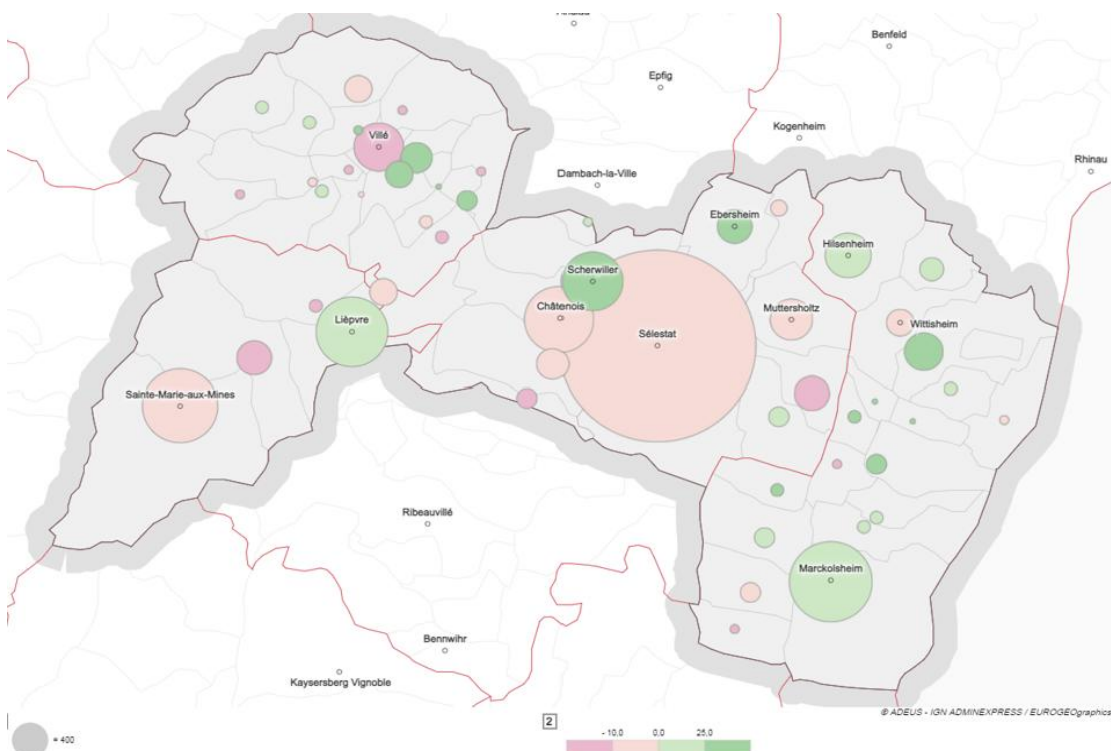 Benfeld
Epfig
Kogenheim
Villé
Rhinau
Dambach-la-Ville
Ebersheim
Hilsenheim
Scherwiller
Muttersholtz
Châtenois
Lièpvre
Wittisheim
Sélestat
Sainte-Marie-aux-Mines
Ribeauvillé
Marckolsheim
Bennwihr
Kaysersberg Vignoble
© ADEUS - IGN ADMINEXPRESS / EUROGEOgraphics
2
- 10,0 0,0 25,0
= 400